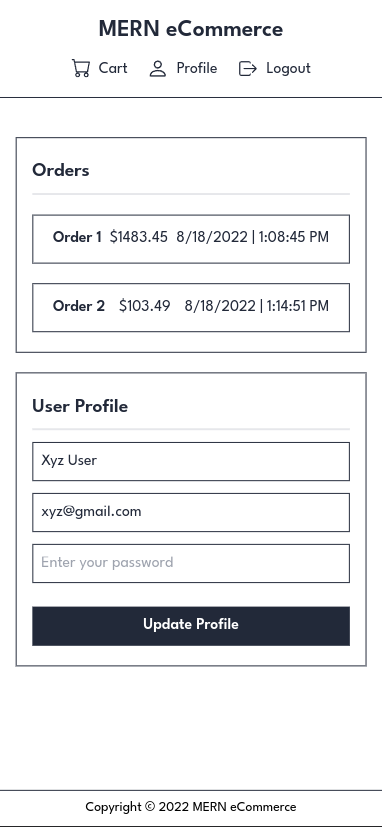 MERN eCommerce
Cart Profile Logout
Orders
Order 1 $1483.45 8/18/2022 | 1:08:45 PM
Order 2 $103.49 8/18/2022 | 1:14:51 PM
User Profile
Xyz User
xyz@gmail.com
Enter your password
Update Profile
Copyright © 2022 MERN eCommerce